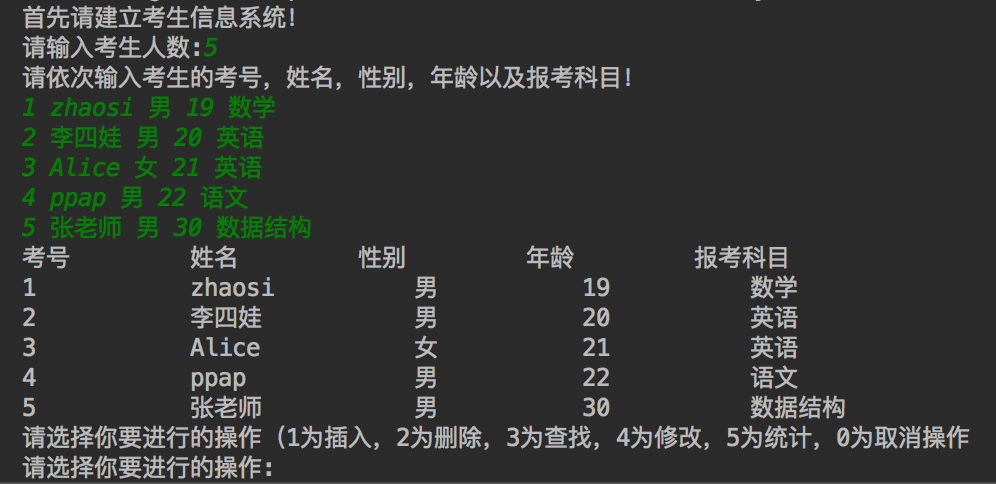 首先请建立考生信息系统!
请输入考生人数:5
请依次输入考生的考号，姓名，性别，年龄以及报考科目!
1 zhaosi 男 19 数学
2 李四娃 男 20 英语
3 Alice 女 21 英语
4 ppap 男 22 语文
5 张老师 男 30 数据结构
考号 姓名 性别 年龄 报考科目
1 zhaosi 男 19 数学
2 李四娃 男 20 英语
3 Alice 女 21 英语
4 ppap 男 22 语文
5 张老师 男 30 数据结构
请选择你要进行的操作（1为插入，2为删除，3为查找，4为修改，5为统计，0为取消操作
请选择你要进行的操作: